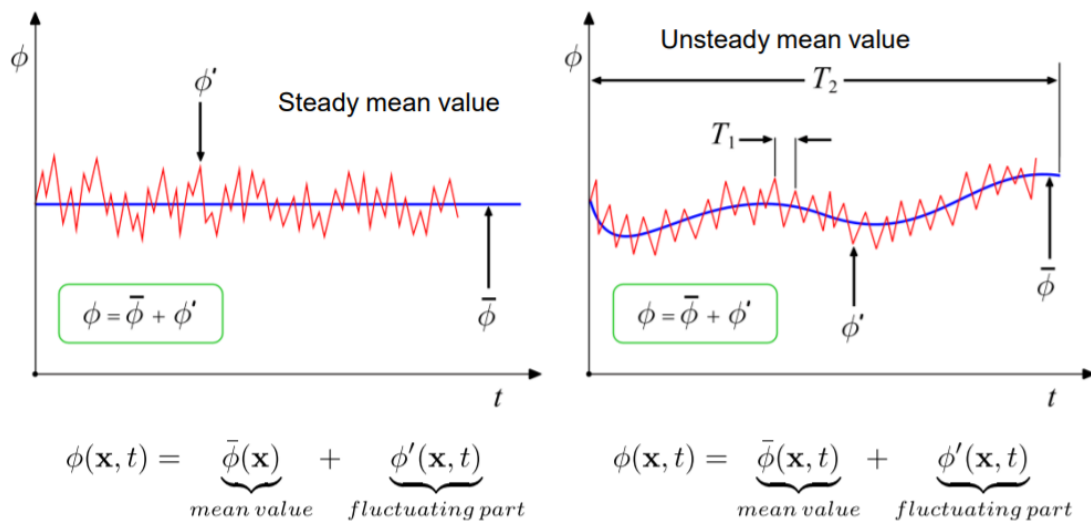 ϕ
ϕ'
Steady mean value
ϕ = ϕ̄ + ϕ'
ϕ̄
t
ϕ(x, t) = ϕ̄(x) + ϕ′(x, t)
mean value fluctuating part
Unsteady mean value
ϕ
T₂
T₁
ϕ = ϕ̄ + ϕ'
ϕ'
ϕ̄
t
ϕ(x, t) = ϕ̄(x, t) + ϕ′(x, t)
mean value fluctuating part